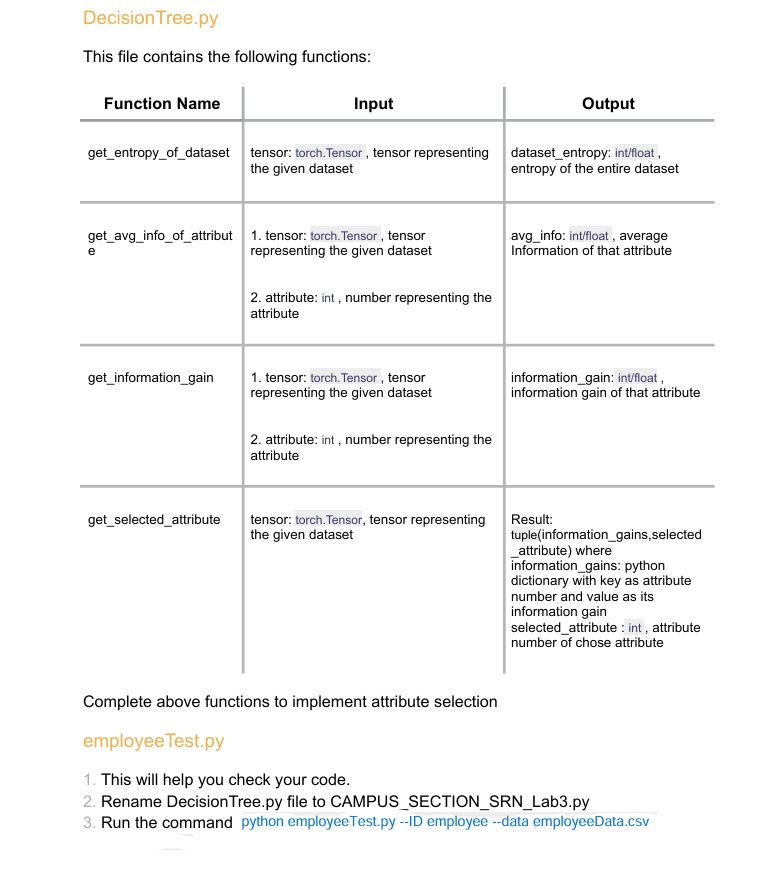 DecisionTree.py
This file contains the following functions:
Function Name
Input
Output
get_entropy_of_dataset
tensor: torch.Tensor , tensor representing
the given dataset
dataset_entropy: int/float ,
entropy of the entire dataset
get_avg_info_of_attribut
e
1. tensor: torch.Tensor , tensor
representing the given dataset
2. attribute: int , number representing the
attribute
avg_info: int/float , average
Information of that attribute
get_information_gain
1. tensor: torch.Tensor , tensor
representing the given dataset
2. attribute: int , number representing the
attribute
information_gain: int/float ,
information gain of that attribute
get_selected_attribute
tensor: torch.Tensor, tensor representing
the given dataset
Result:
tuple(information_gains,selected
_attribute) where
information_gains: python
dictionary with key as attribute
number and value as its
information gain
selected_attribute : int , attribute
number of chose attribute
Complete above functions to implement attribute selection
employeeTest.py
1. This will help you check your code.
2. Rename DecisionTree.py file to CAMPUS_SECTION_SRN_Lab3.py
3. Run the command python employeeTest.py --ID employee --data employeeData.csv